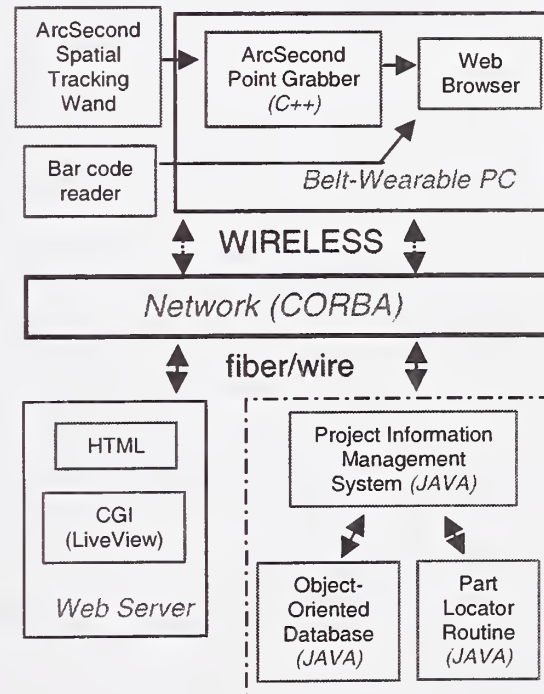 ArcSecond
Spatial
Tracking
Wand
ArcSecond
Point Grabber
(C++)
Web
Browser
Bar code
reader
Belt-Wearable PC
WIRELESS
Network (CORBA)
fiber/wire
HTML
CGI
(LiveView)
Web Server
Project Information
Management
System (JAVA)
Object-
Oriented
Database
(JAVA)
Part
Locator
Routine
(JAVA)